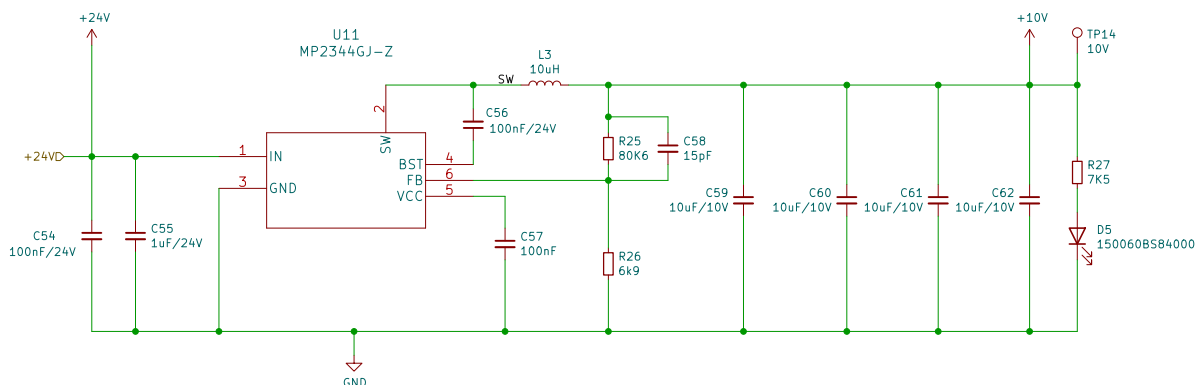 +24V
U11
MP2344GJ-Z
+10V
TP14
10V
L3
10uH
SW
2
SW
C56
100nF/24V
R25
80K6
C58
15pF
+24V
1
IN
3
GND
BST
4
FB
6
VCC
5
R27
7K5
C59
10uF/10V
C60
10uF/10V
C61
10uF/10V
C62
10uF/10V
C54
100nF/24V
C55
1uF/24V
C57
100nF
R26
6k9
D5
150060BS84000
GND